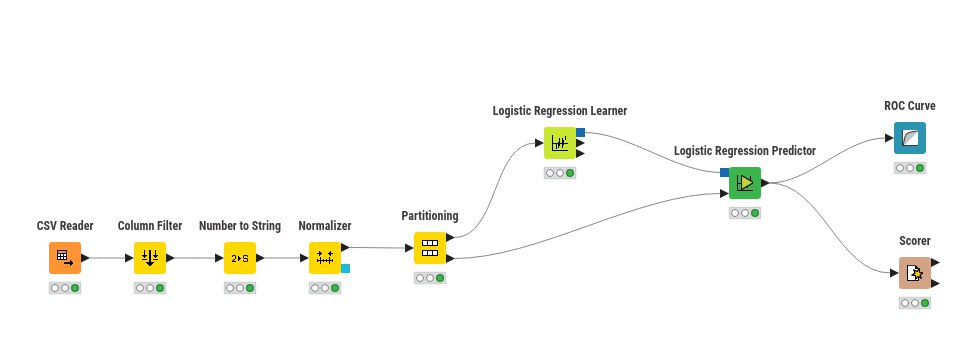 CSV Reader
Column Filter
Number to String
Normalizer
Partitioning
Logistic Regression Learner
Logistic Regression Predictor
ROC Curve
Scorer
2▸S